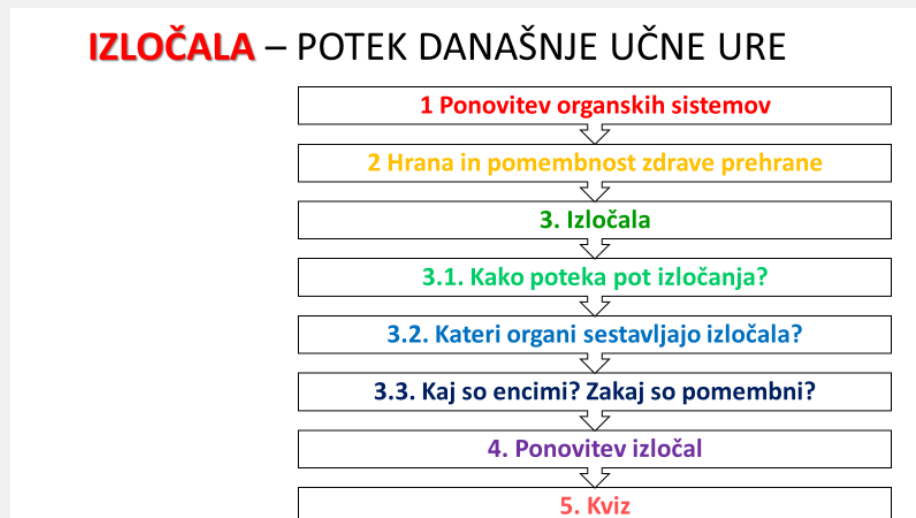 IZLOČALA – POTEK DANAŠNJE UČNE URE
1 Ponovitev organskih sistemov
2 Hrana in pomembnost zdrave prehrane
3. Izločala
3.1. Kako poteka pot izločanja?
3.2. Kateri organi sestavljajo izločala?
3.3. Kaj so encimi? Zakaj so pomembni?
4. Ponovitev izločal
5. Kviz